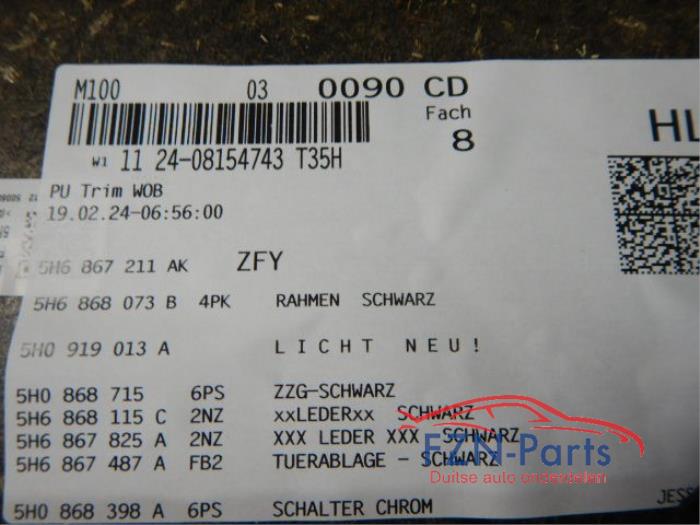 M100 03 0090 CD
Fach
8
HL
W1 11 24-08154743 T35H
PU Trim WOB
19.02.24-06:56:00
5H6 867 211 AK ZFY
5H6 868 073 B 4PK RAHMEN SCHWARZ
5H0 919 013 A LICHT NEU!
5H0 868 715 6PS ZZG-SCHWARZ
5H6 868 115 C 2NZ xxLEDERxx SCHWARZ
5H6 867 825 A 2NZ XXX LEDER XXX - SCHWARZ
5H6 867 487 A FB2 TUERABLAGE - SCHWARZ
5H0 868 398 A 6PS SCHALTER CHROM
JESS
FZN-Parts
Duitse auto onderdelen